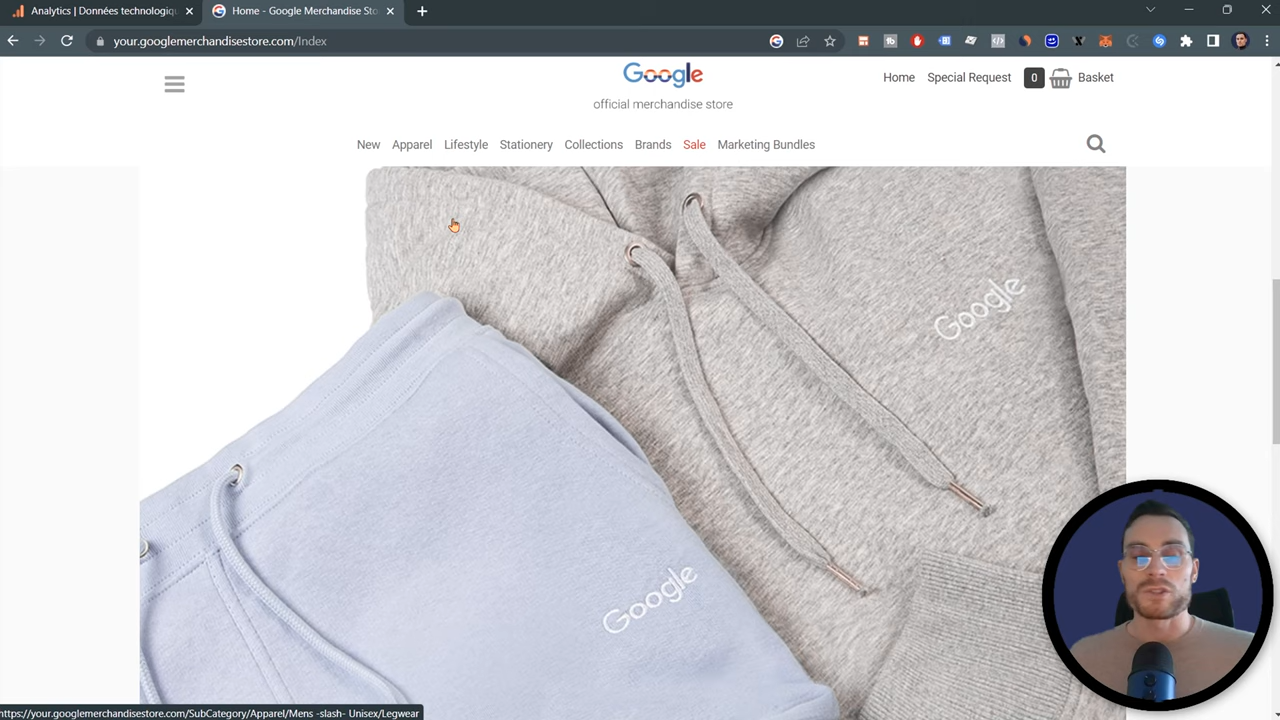 Analytics | Données technologiqu
Home - Google Merchandise Sto
your.googlemerchandisestore.com/Index
Google
official merchandise store
Home Special Request 0 Basket
New Apparel Lifestyle Stationery Collections Brands Sale Marketing Bundles
Google
Google
https://your.googlemerchandisestore.com/SubCategory/Apparel/Mens -slash- Unisex/Legwear